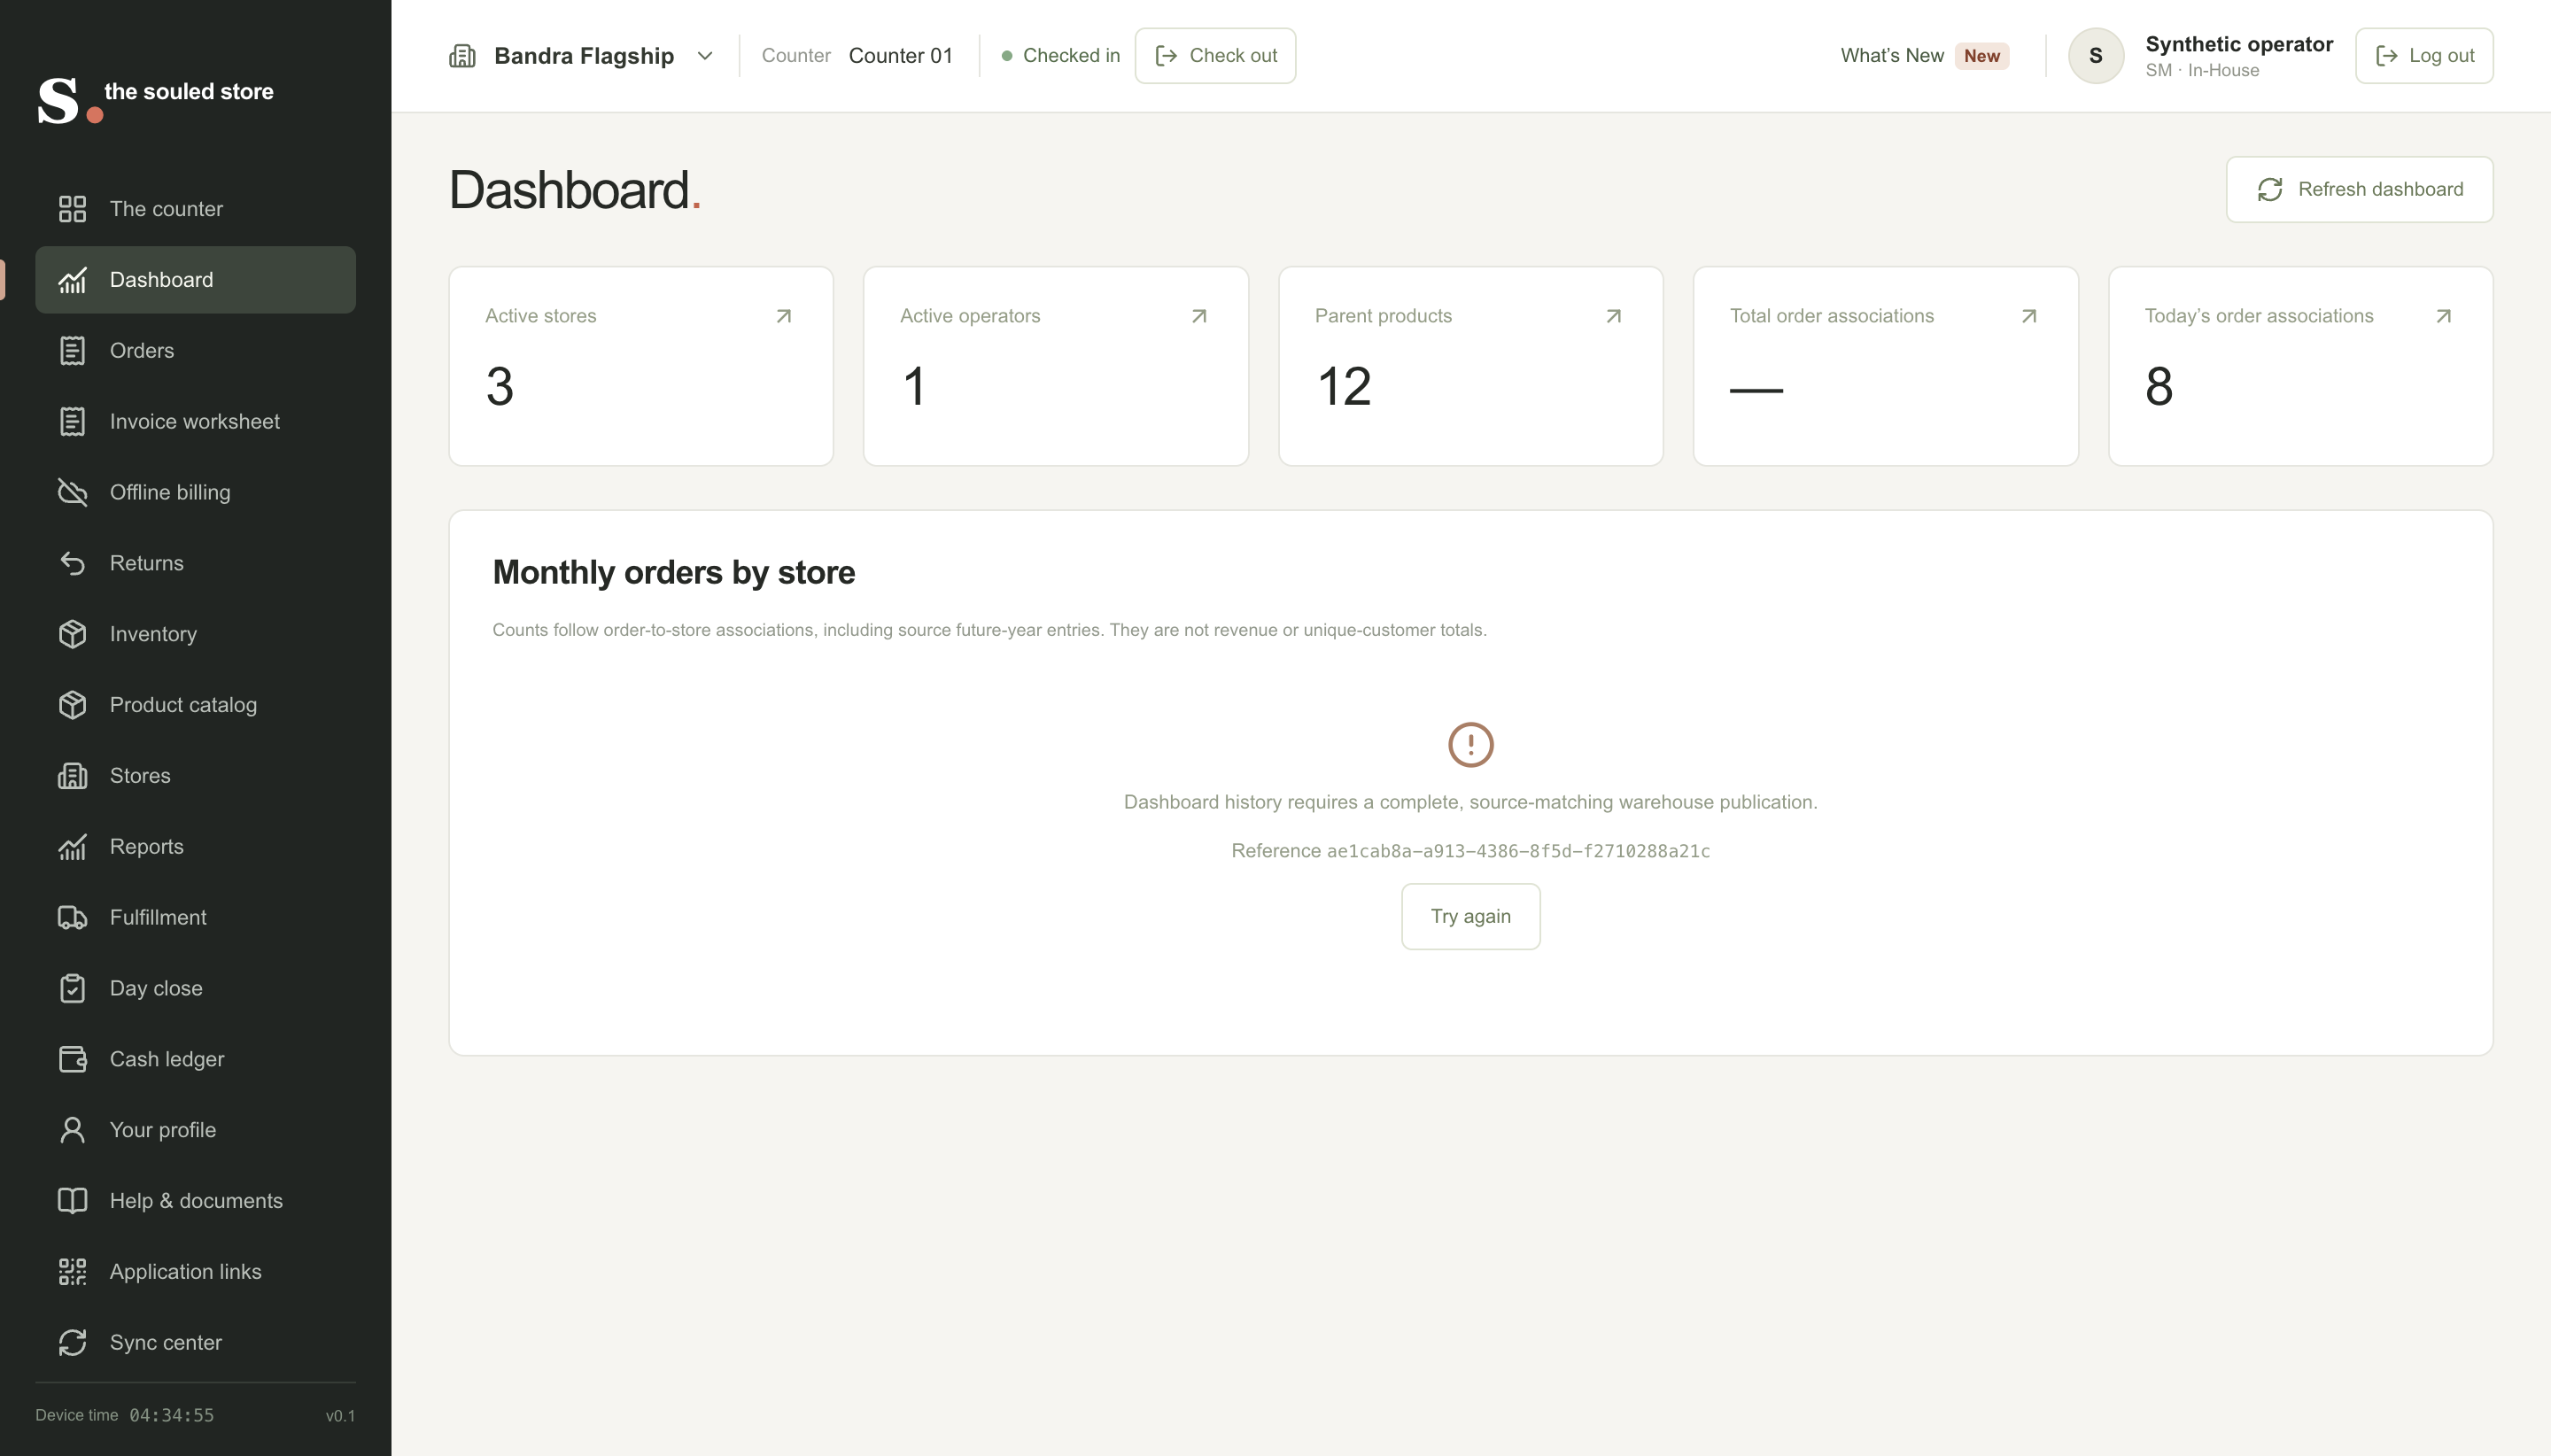 S.
the souled store
The counter
Dashboard
Orders
Invoice worksheet
Offline billing
Returns
Inventory
Product catalog
Stores
Reports
Fulfillment
Day close
Cash ledger
Your profile
Help & documents
Application links
Sync center
Device time 04:34:55 v0.1
Bandra Flagship Counter Counter 01 Checked in Check out What’s New New S Synthetic operator Log out
SM · In-House
Dashboard.
Refresh dashboard
Active stores
3
Active operators
1
Parent products
12
Total order associations
—
Today’s order associations
8
Monthly orders by store
Counts follow order-to-store associations, including source future-year entries. They are not revenue or unique-customer totals.
Dashboard history requires a complete, source-matching warehouse publication.
Reference ae1cab8a-a913-4386-8f5d-f2710288a21c
Try again